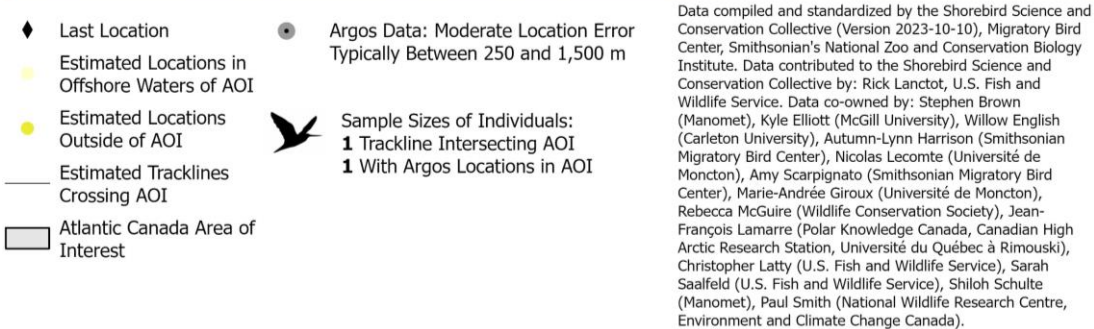 Last Location
Estimated Locations in
Offshore Waters of AOI
Estimated Locations
Outside of AOI
Estimated Tracklines
Crossing AOI
Atlantic Canada Area of
Interest
Argos Data: Moderate Location Error
Typically Between 250 and 1,500 m
Sample Sizes of Individuals:
1 Trackline Intersecting AOI
1 With Argos Locations in AOI
Data compiled and standardized by the Shorebird Science and
Conservation Collective (Version 2023-10-10), Migratory Bird
Center, Smithsonian's National Zoo and Conservation Biology
Institute. Data contributed to the Shorebird Science and
Conservation Collective by: Rick Lanctot, U.S. Fish and
Wildlife Service. Data co-owned by: Stephen Brown
(Manomet), Kyle Elliott (McGill University), Willow English
(Carleton University), Autumn-Lynn Harrison (Smithsonian
Migratory Bird Center), Nicolas Lecomte (Université de
Moncton), Amy Scarpignato (Smithsonian Migratory Bird
Center), Marie-Andrée Giroux (Université de Moncton),
Rebecca McGuire (Wildlife Conservation Society), Jean-
François Lamarre (Polar Knowledge Canada, Canadian High
Arctic Research Station, Université du Québec à Rimouski),
Christopher Latty (U.S. Fish and Wildlife Service), Sarah
Saalfeld (U.S. Fish and Wildlife Service), Shiloh Schulte
(Manomet), Paul Smith (National Wildlife Research Centre,
Environment and Climate Change Canada).